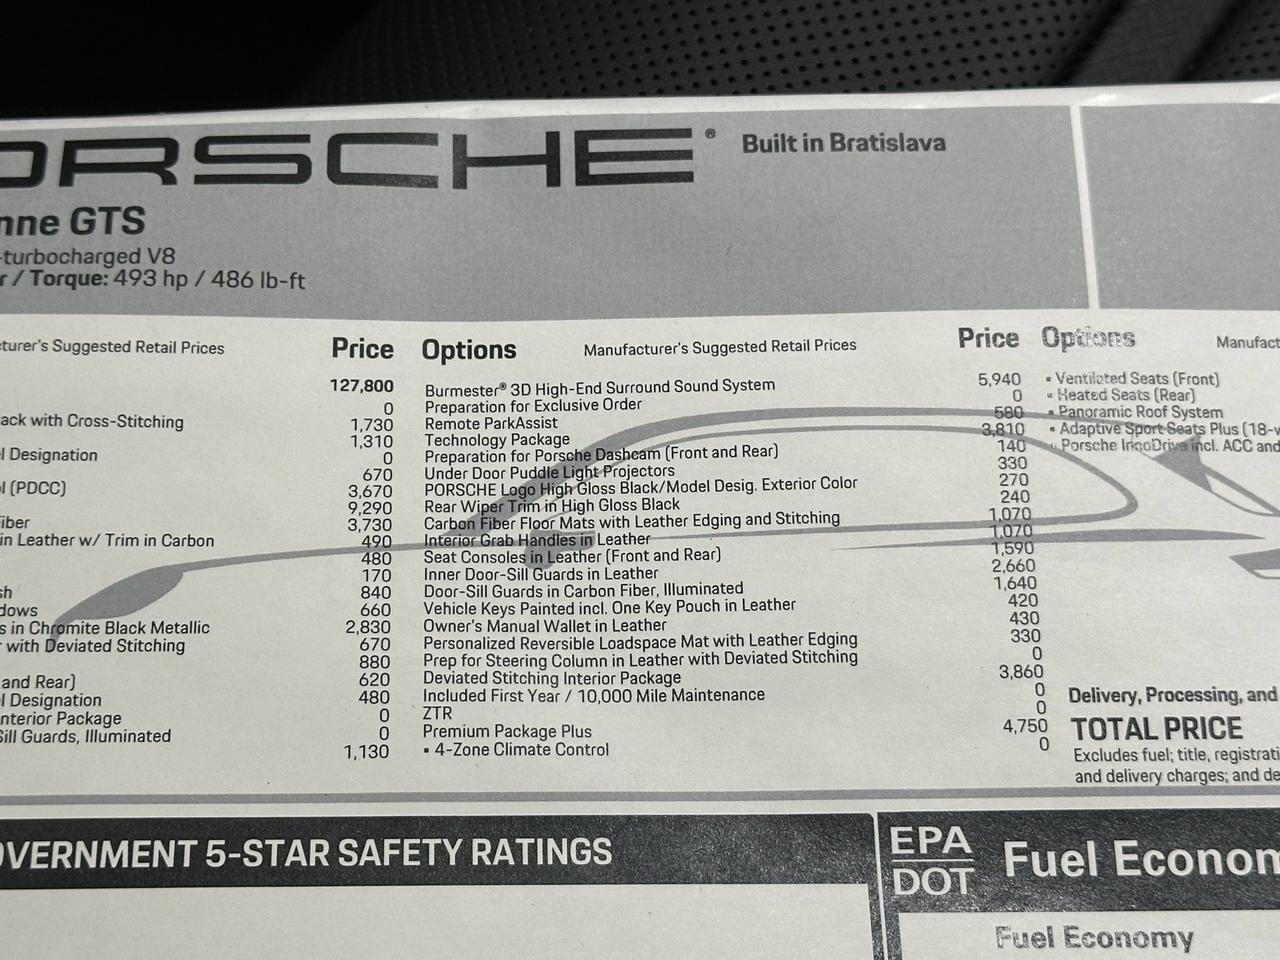 ORSCHE® Built in Bratislava
nne GTS
-turbocharged V8
r / Torque: 493 hp / 486 lb-ft
cturer's Suggested Retail Prices Price
127,800
0
ack with Cross-Stitching 1,730
1,310
l Designation 0
670
l (PDCC) 3,670
9,290
iber 3,730
in Leather w/ Trim in Carbon 490
480
170
sh 840
dows 660
s in Chromite Black Metallic 2,830
r with Deviated Stitching 670
880
and Rear) 620
l Designation 480
nterior Package 0
Sill Guards, Illuminated 0
1,130
Options Manufacturer's Suggested Retail Prices Price
Burmester® 3D High-End Surround Sound System 5,940
Preparation for Exclusive Order 0
Remote ParkAssist 580
Technology Package 3,810
Preparation for Porsche Dashcam (Front and Rear) 140
Under Door Puddle Light Projectors 330
PORSCHE Logo High Gloss Black/Model Desig. Exterior Color 270
Rear Wiper Trim in High Gloss Black 240
Carbon Fiber Floor Mats with Leather Edging and Stitching 1,070
Interior Grab Handles in Leather 1,070
Seat Consoles in Leather (Front and Rear) 1,590
Inner Door-Sill Guards in Leather 2,660
Door-Sill Guards in Carbon Fiber, Illuminated 1,640
Vehicle Keys Painted incl. One Key Pouch in Leather 420
Owner's Manual Wallet in Leather 430
Personalized Reversible Loadspace Mat with Leather Edging 330
Prep for Steering Column in Leather with Deviated Stitching 0
Deviated Stitching Interior Package 3,860
Included First Year / 10,000 Mile Maintenance 0
ZTR 0
Premium Package Plus 4,750
• 4-Zone Climate Control 0
Options Manufact
• Ventilated Seats (Front)
• Heated Seats (Rear)
• Panoramic Roof System
• Adaptive Sport Seats Plus (18-w
• Porsche InnoDrive incl. ACC and
Delivery, Processing, and
TOTAL PRICE
Excludes fuel; title, registrati
and delivery charges; and de
OVERNMENT 5-STAR SAFETY RATINGS
EPA
DOT
Fuel Econom
Fuel Economy